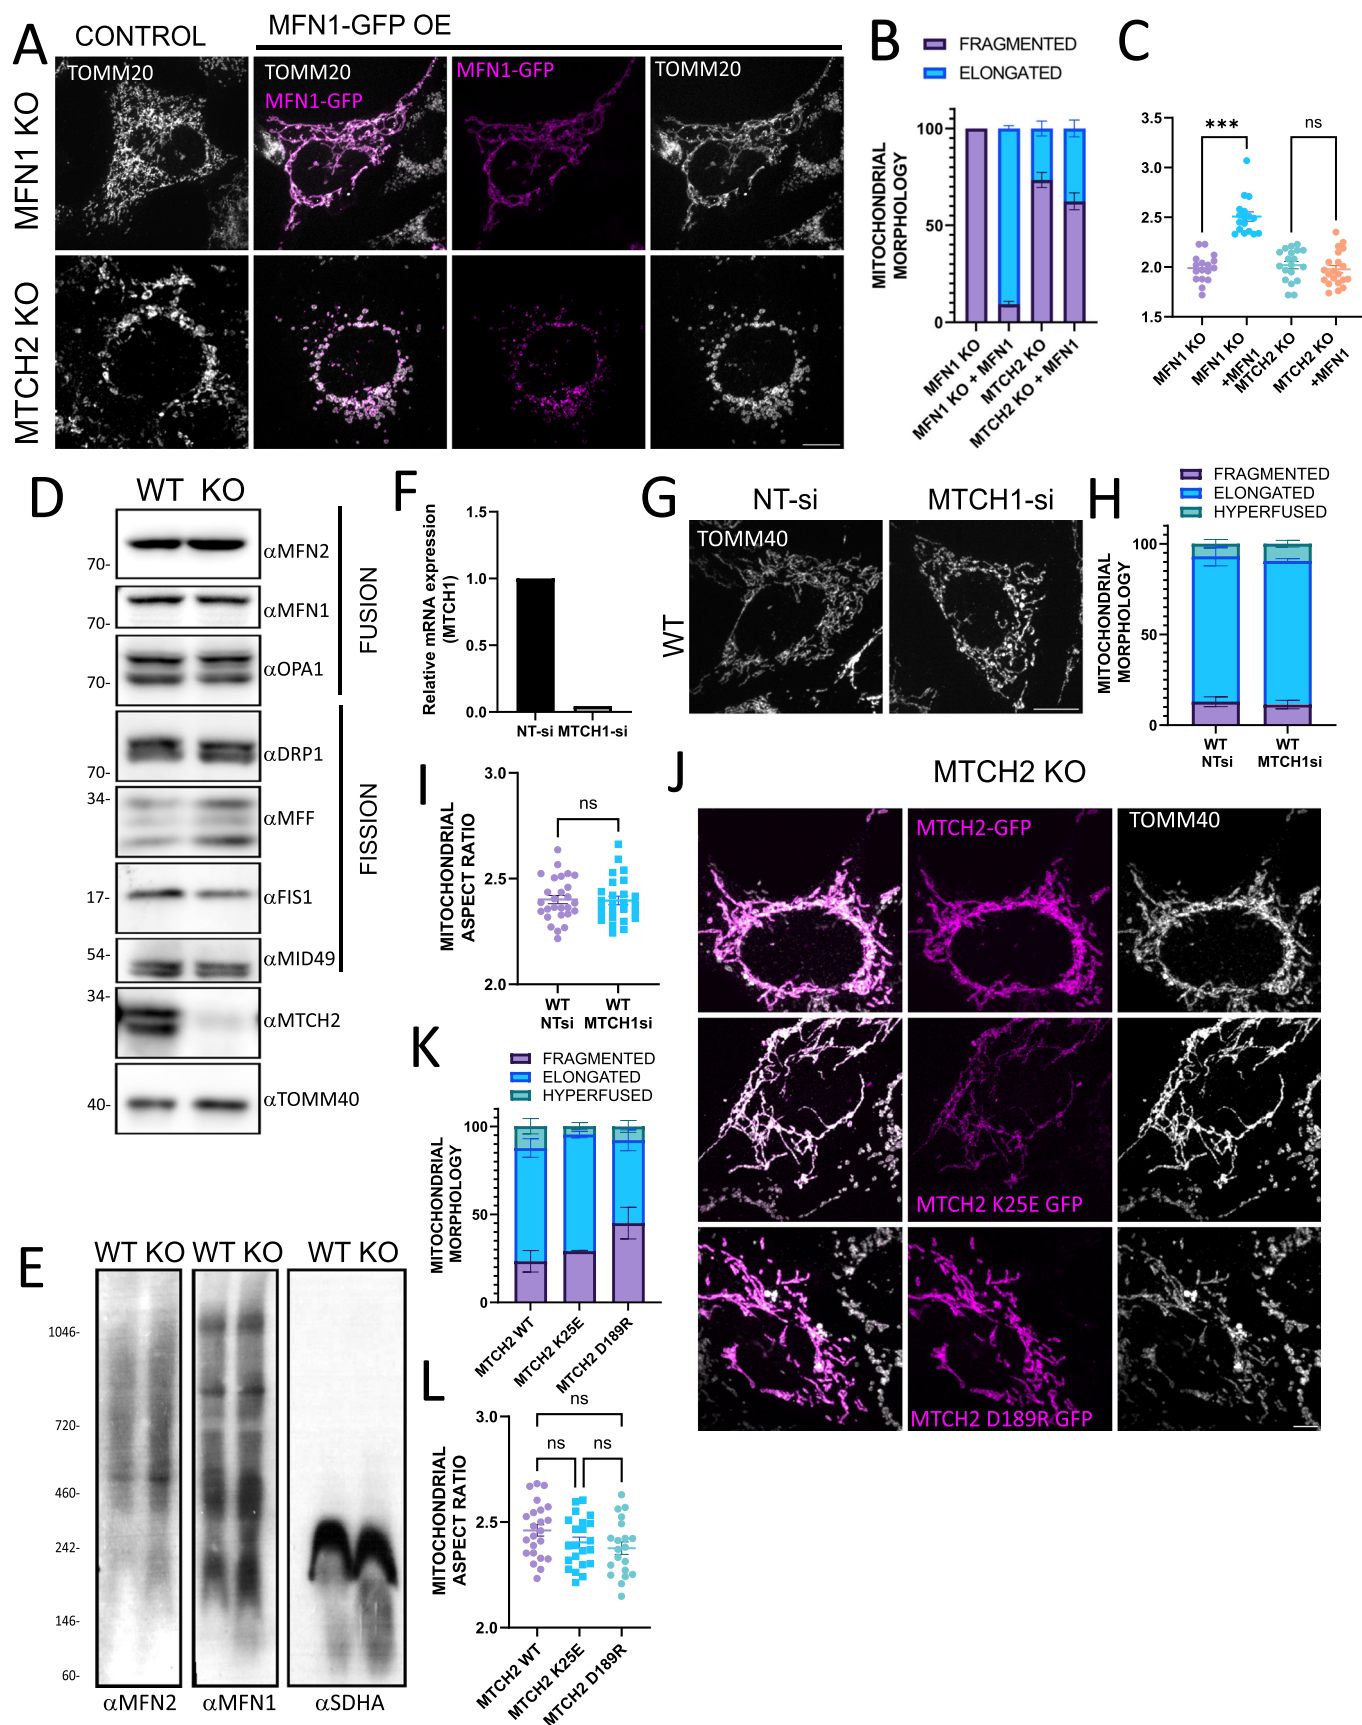 A
CONTROL
MFN1-GFP OE
MFN1 KO
TOMM20
TOMM20
MFN1-GFP
MFN1-GFP
TOMM20
MTCH2 KO
B
FRAGMENTED
ELONGATED
MITOCHONDRIAL
MORPHOLOGY
100
50
0
MFN1 KO
MFN1 KO + MFN1
MTCH2 KO
MTCH2 KO + MFN1
C
3.5
3.0
2.5
2.0
1.5
***
ns
MFN1 KO
MFN1 KO
+MFN1
MTCH2 KO
MTCH2 KO
+MFN1
D
WT KO
70-
αMFN2
70-
αMFN1
70-
αOPA1
FUSION
70-
αDRP1
34-
αMFF
17-
αFIS1
54-
αMID49
FISSION
34-
αMTCH2
40-
αTOMM40
E
WT KO WT KO WT KO
1046-
720-
460-
242-
146-
60-
αMFN2 αMFN1 αSDHA
F
Relative mRNA expression
(MTCH1)
1.5
1.0
0.5
0.0
NT-si MTCH1-si
G
NT-si MTCH1-si
WT
TOMM40
H
FRAGMENTED
ELONGATED
HYPERFUSED
MITOCHONDRIAL
MORPHOLOGY
100
50
0
WT
NTsi
WT
MTCH1si
I
MITOCHONDRIAL
ASPECT RATIO
3.0
2.5
2.0
ns
WT
NTsi
WT
MTCH1si
J
MTCH2 KO
MTCH2-GFP
TOMM40
MTCH2 K25E GFP
MTCH2 D189R GFP
K
FRAGMENTED
ELONGATED
HYPERFUSED
MITOCHONDRIAL
MORPHOLOGY
100
50
0
MTCH2 WT
MTCH2 K25E
MTCH2 D189R
L
MITOCHONDRIAL
ASPECT RATIO
3.0
2.5
2.0
ns
ns
ns
MTCH2 WT
MTCH2 K25E
MTCH2 D189R